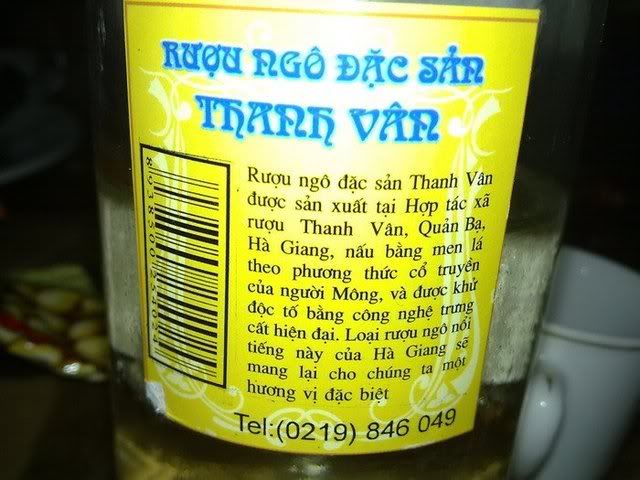 RƯỢU NGÔ ĐẶC SẢN
THANH VÂN
Rượu ngô đặc sản Thanh Vân
được sản xuất tại Hợp tác xã
rượu Thanh Vân, Quản Bạ,
Hà Giang, nấu bằng men lá
theo phương thức cổ truyền
của người Mông, và được khử
độc tố bằng công nghệ trưng
cất hiện đại. Loại rượu ngô nổi
tiếng này của Hà Giang sẽ
mang lại cho chúng ta một
hương vị đặc biệt
Tel:(0219) 846 049